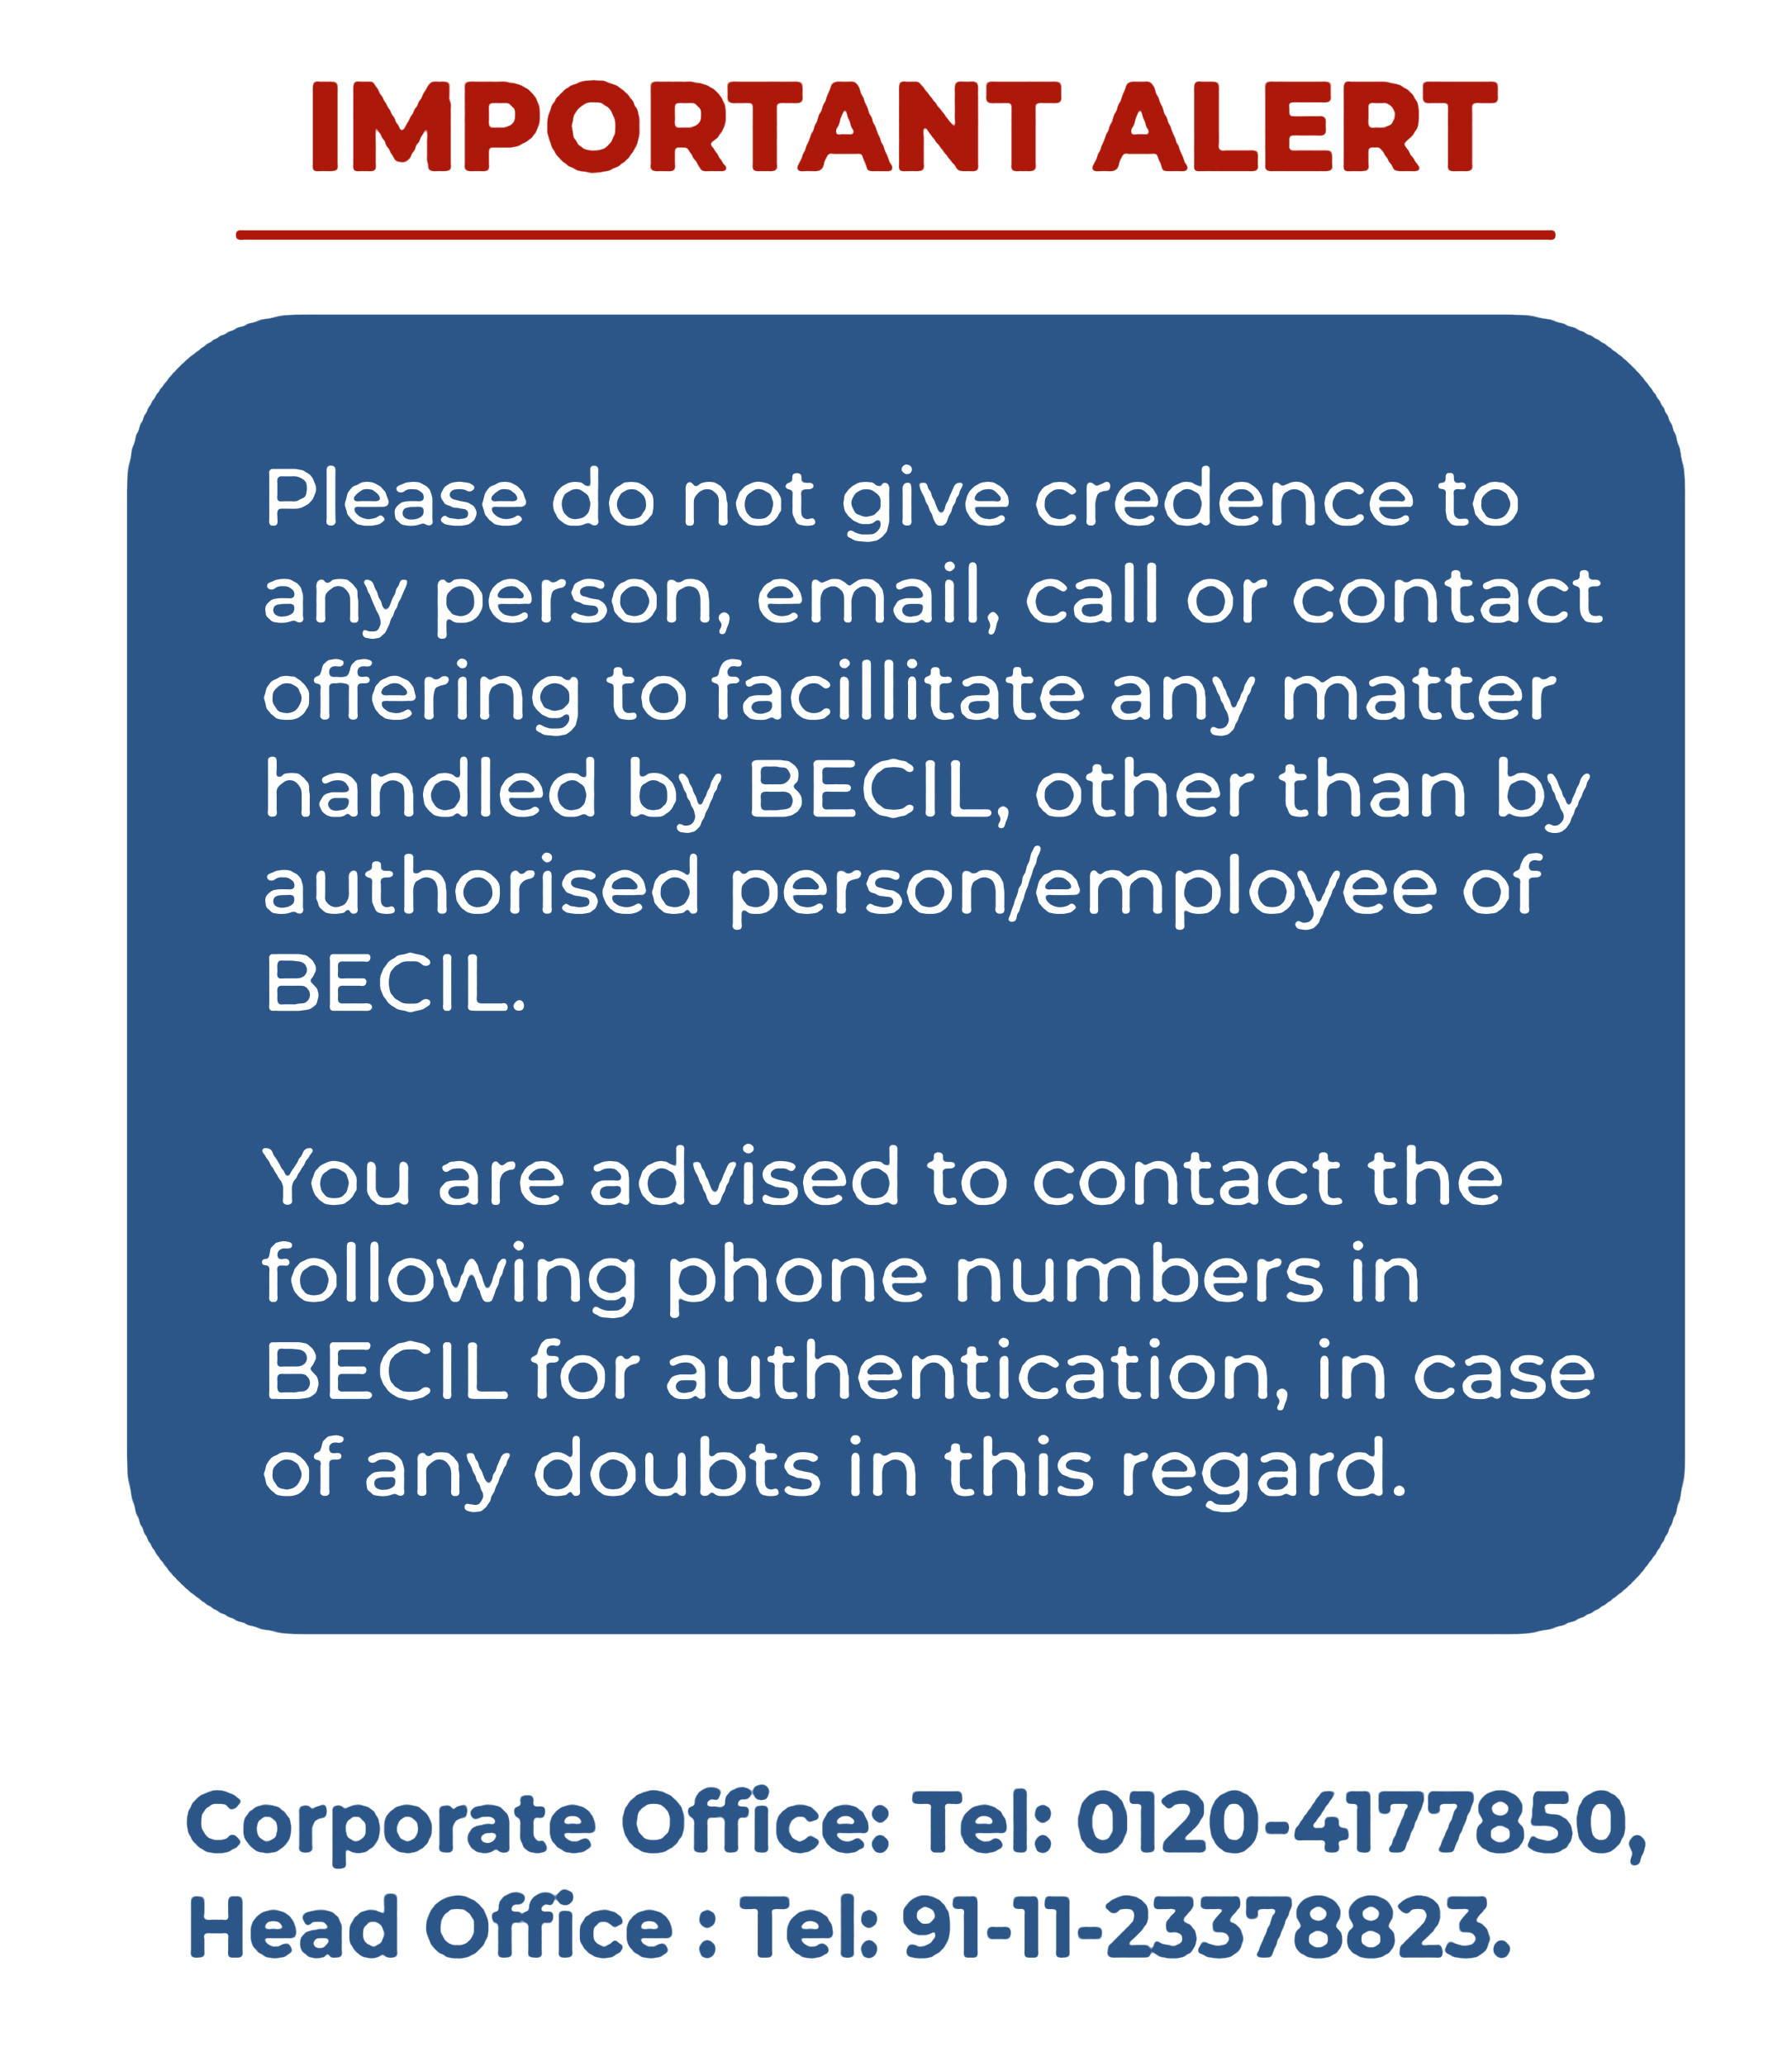 IMPORTANT ALERT
Please do not give credence to
any person, email, call or contact
offering to facillitate any matter
handled by BECIL, other than by
authorised person/employee of
BECIL.
You are advised to contact the
following phone numbers in
BECIL for authentication, in case
of any doubts in this regard.
Corporate Office: Tel: 0120-4177850,
Head Office : Tel: 91-11-23378823.